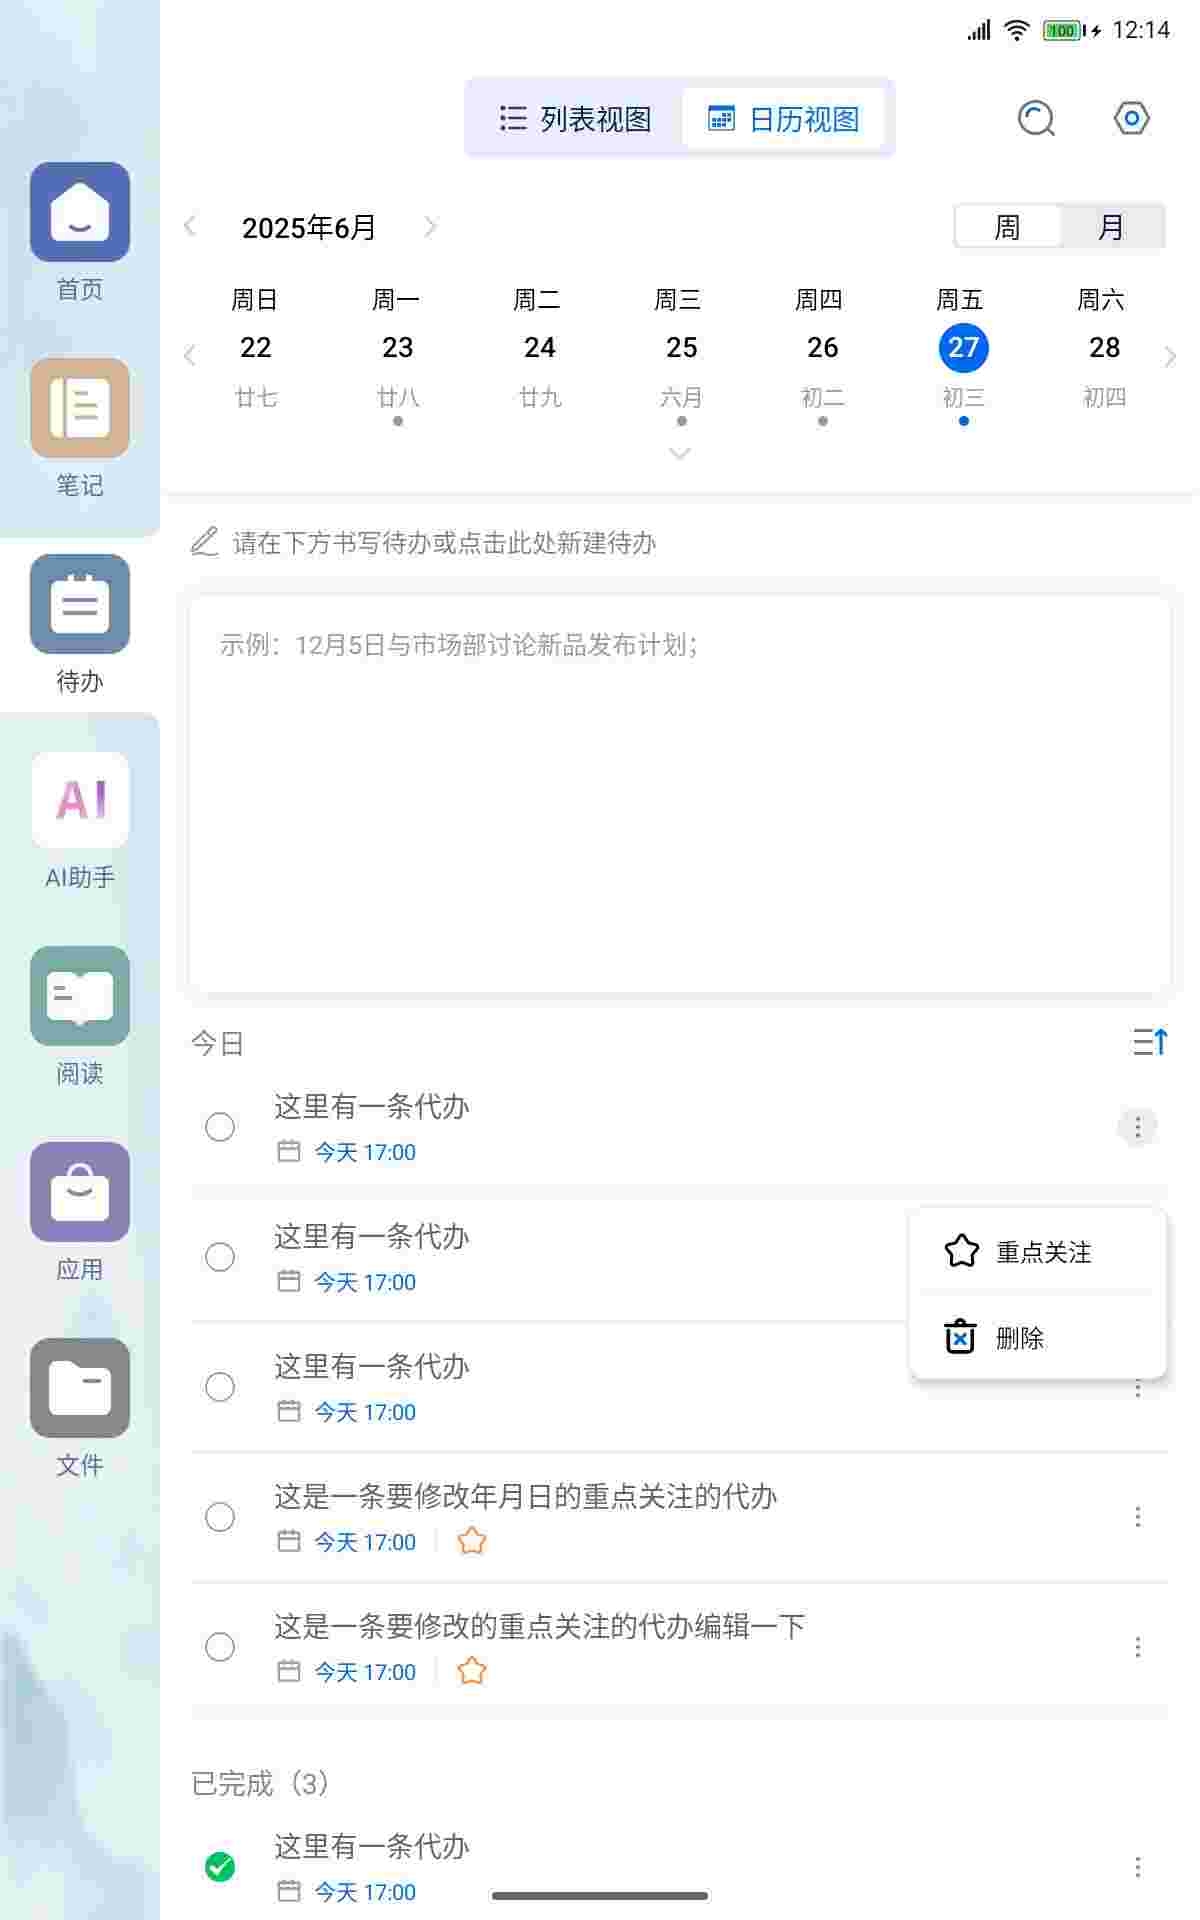 100 12:14
列表视图 日历视图
2025年6月 周 月
周日 周一 周二 周三 周四 周五 周六
22 23 24 25 26 27 28
廿七 廿八 廿九 六月 初二 初三 初四
请在下方书写待办或点击此处新建待办
示例：12月5日与市场部讨论新品发布计划；
首页
笔记
待办
AI
AI助手
阅读
应用
文件
今日
这里有一条代办
今天 17:00
这里有一条代办
今天 17:00
重点关注
删除
这里有一条代办
今天 17:00
这是一条要修改年月日的重点关注的代办
今天 17:00
这是一条要修改的重点关注的代办编辑一下
今天 17:00
已完成（3）
这里有一条代办
今天 17:00